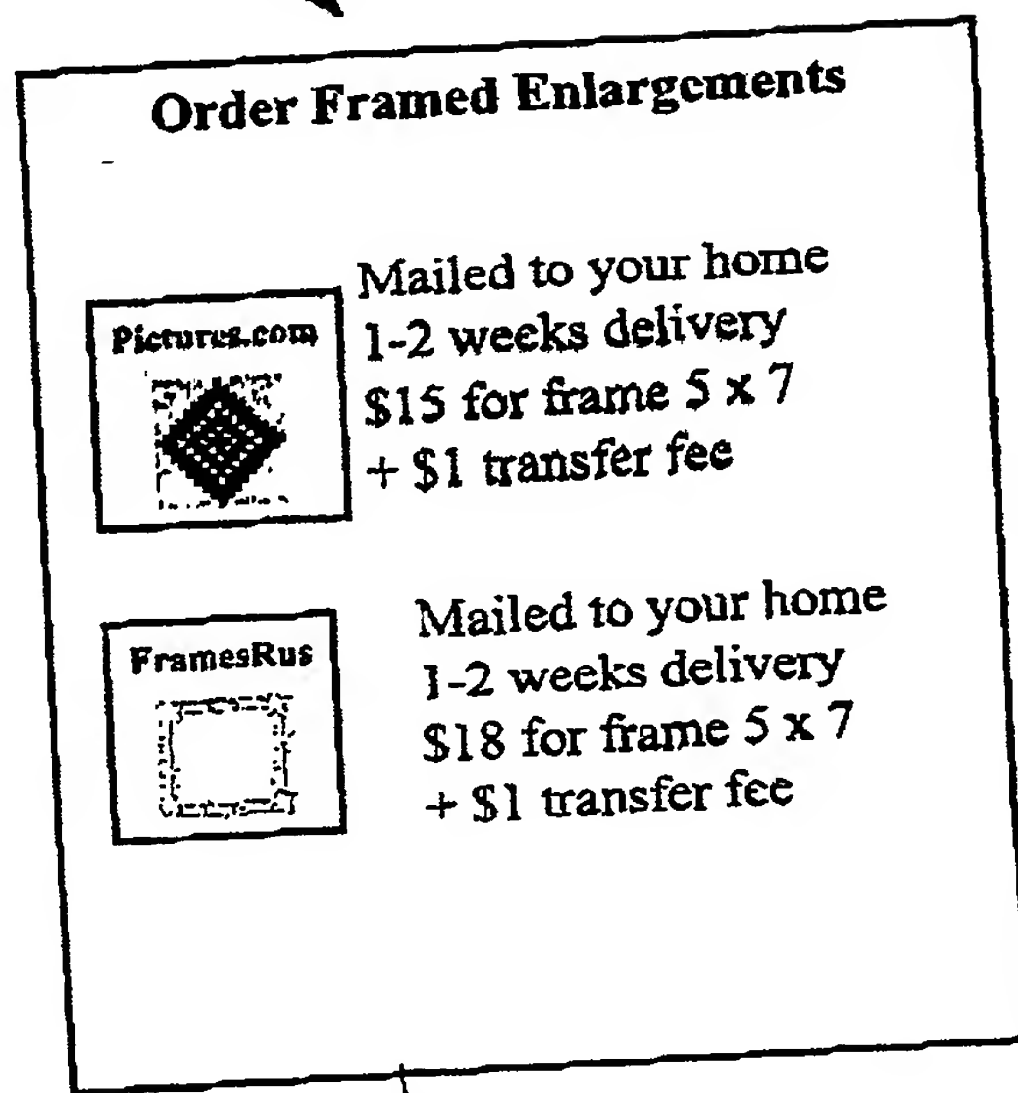 Order Framed Enlargements
Pictures.com
Mailed to your home
1-2 weeks delivery
$15 for frame 5 x 7
+ $1 transfer fee
FramesRus
Mailed to your home
1-2 weeks delivery
$18 for frame 5 x 7
+ $1 transfer fee